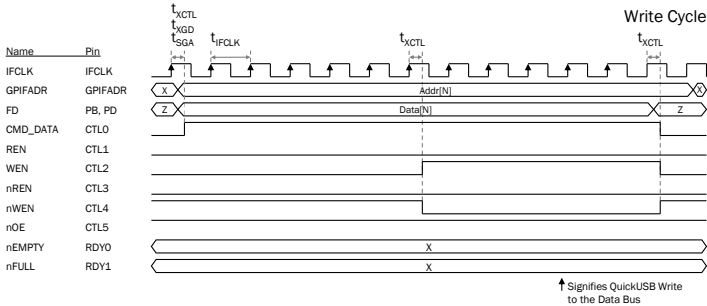 Write Cycle
tXCTL
tXGD
tSGA
tIFCLK
tXCTL
tXCTL
Name Pin
IFCLK IFCLK
GPIFADR GPIFADR X Addr[N] X
FD PB, PD Z Data[N] Z
CMD_DATA CTL0
REN CTL1
WEN CTL2
nREN CTL3
nWEN CTL4
nOE CTL5
nEMPTY RDY0 X
nFULL RDY1 X
Signifies QuickUSB Write
to the Data Bus